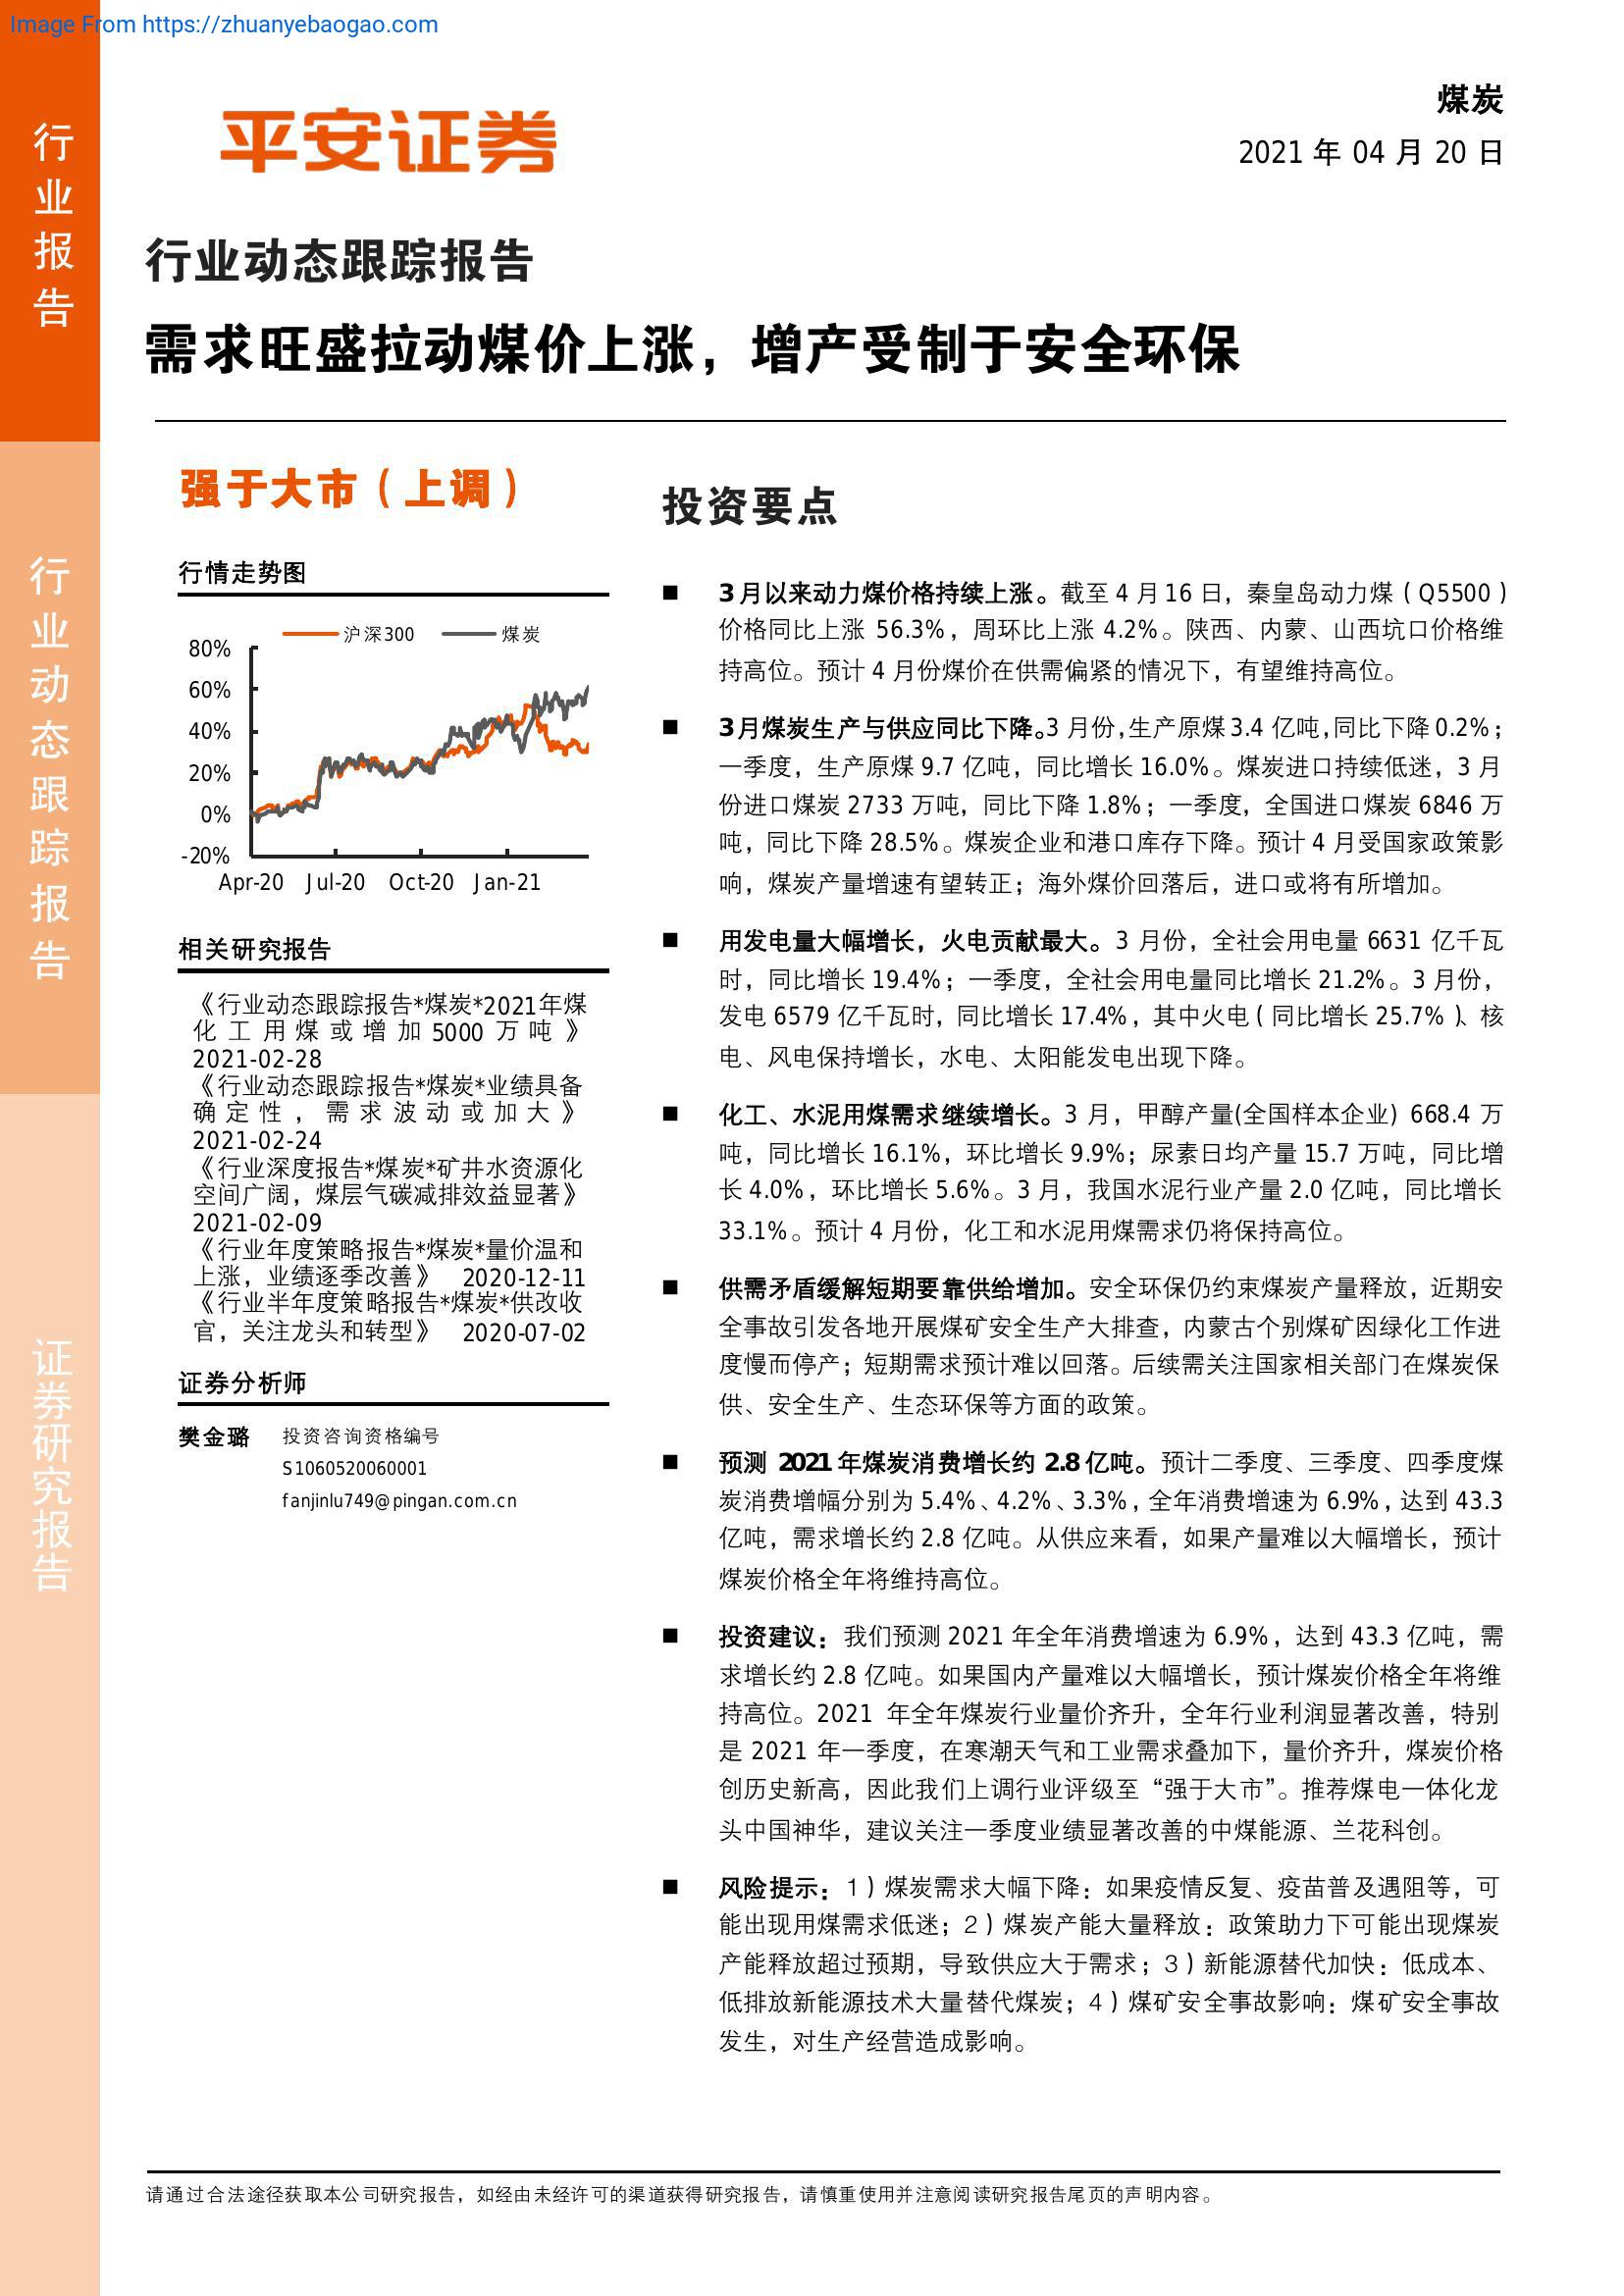 Image From https://zhuanyebaogao.com
行业报告
行业动态跟踪报告
证券研究报告
平安证券
煤炭
2021 年 04 月 20 日
行业动态跟踪报告
需求旺盛拉动煤价上涨，增产受制于安全环保
强于大市（上调）
行情走势图
沪深300 煤炭
80%
60%
40%
20%
0%
-20%
Apr-20 Jul-20 Oct-20 Jan-21
相关研究报告
《行业动态跟踪报告*煤炭*2021年煤
化工用煤或增加 5000 万吨》
2021-02-28
《行业动态跟踪报告*煤炭*业绩具备
确定性，需求波动或加大》
2021-02-24
《行业深度报告*煤炭*矿井水资源化
空间广阔，煤层气碳减排效益显著》
2021-02-09
《行业年度策略报告*煤炭*量价温和
上涨，业绩逐季改善》 2020-12-11
《行业半年度策略报告*煤炭*供改收
官，关注龙头和转型》 2020-07-02
证券分析师
樊金璐 投资咨询资格编号
S1060520060001
fanjinlu749@pingan.com.cn
投资要点
■ 3月以来动力煤价格持续上涨。截至 4 月 16 日，秦皇岛动力煤（Q5500）
价格同比上涨 56.3%，周环比上涨 4.2%。陕西、内蒙、山西坑口价格维
持高位。预计 4 月份煤价在供需偏紧的情况下，有望维持高位。
■ 3月煤炭生产与供应同比下降。3 月份，生产原煤 3.4 亿吨，同比下降 0.2%；
一季度，生产原煤 9.7 亿吨，同比增长 16.0%。煤炭进口持续低迷，3 月
份进口煤炭 2733 万吨，同比下降 1.8%；一季度，全国进口煤炭 6846 万
吨，同比下降 28.5%。煤炭企业和港口库存下降。预计 4 月受国家政策影
响，煤炭产量增速有望转正；海外煤价回落后，进口或将有所增加。
■ 用发电量大幅增长，火电贡献最大。3 月份，全社会用电量 6631 亿千瓦
时，同比增长 19.4%；一季度，全社会用电量同比增长 21.2%。3 月份，
发电 6579 亿千瓦时，同比增长 17.4%，其中火电（同比增长 25.7%）、核
电、风电保持增长，水电、太阳能发电出现下降。
■ 化工、水泥用煤需求继续增长。3 月，甲醇产量(全国样本企业) 668.4 万
吨，同比增长 16.1%，环比增长 9.9%；尿素日均产量 15.7 万吨，同比增
长 4.0%，环比增长 5.6%。3 月，我国水泥行业产量 2.0 亿吨，同比增长
33.1%。预计 4 月份，化工和水泥用煤需求仍将保持高位。
■ 供需矛盾缓解短期要靠供给增加。安全环保仍约束煤炭产量释放，近期安
全事故引发各地开展煤矿安全生产大排查，内蒙古个别煤矿因绿化工作进
度慢而停产；短期需求预计难以回落。后续需关注国家相关部门在煤炭保
供、安全生产、生态环保等方面的政策。
■ 预测 2021 年煤炭消费增长约 2.8 亿吨。预计二季度、三季度、四季度煤
炭消费增幅分别为 5.4%、4.2%、3.3%，全年消费增速为 6.9%，达到 43.3
亿吨，需求增长约 2.8 亿吨。从供应来看，如果产量难以大幅增长，预计
煤炭价格全年将维持高位。
■ 投资建议：我们预测 2021 年全年消费增速为 6.9%，达到 43.3 亿吨，需
求增长约 2.8 亿吨。如果国内产量难以大幅增长，预计煤炭价格全年将维
持高位。2021 年全年煤炭行业量价齐升，全年行业利润显著改善，特别
是 2021 年一季度，在寒潮天气和工业需求叠加下，量价齐升，煤炭价格
创历史新高，因此我们上调行业评级至“强于大市”。推荐煤电一体化龙
头中国神华，建议关注一季度业绩显著改善的中煤能源、兰花科创。
■ 风险提示：1）煤炭需求大幅下降：如果疫情反复、疫苗普及遇阻等，可
能出现用煤需求低迷；2）煤炭产能大量释放：政策助力下可能出现煤炭
产能释放超过预期，导致供应大于需求；3）新能源替代加快：低成本、
低排放新能源技术大量替代煤炭；4）煤矿安全事故影响：煤矿安全事故
发生，对生产经营造成影响。
请通过合法途径获取本公司研究报告，如经由未经许可的渠道获得研究报告，请慎重使用并注意阅读研究报告尾页的声明内容。